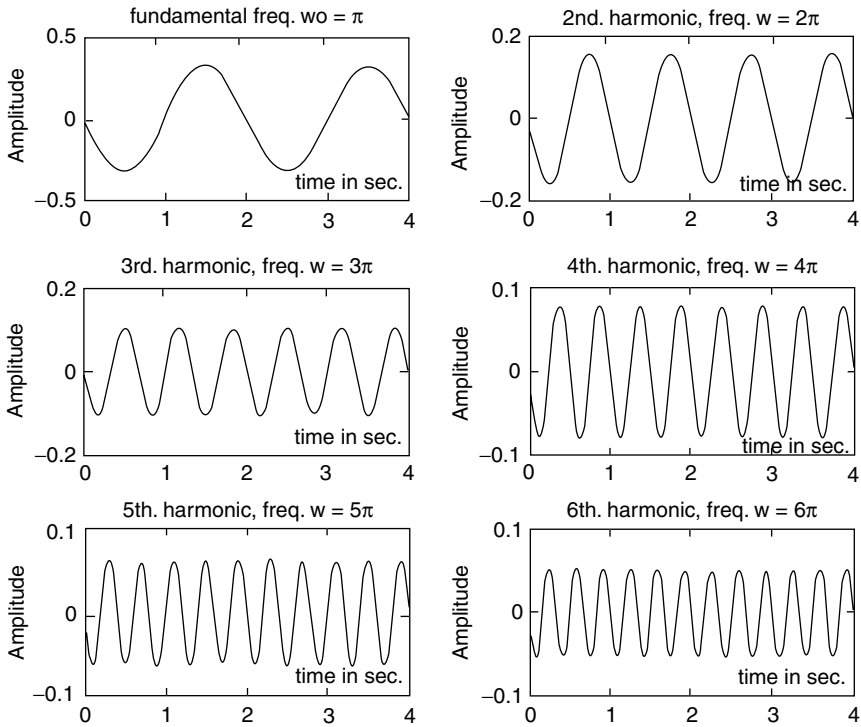 fundamental freq. wo = π
0.5
0
−0.5
Amplitude
time in sec.
0 1 2 3 4
2nd. harmonic, freq. w = 2π
0.2
0
−0.2
Amplitude
time in sec.
0 1 2 3 4
3rd. harmonic, freq. w = 3π
0.2
0
−0.2
Amplitude
time in sec.
0 1 2 3 4
4th. harmonic, freq. w = 4π
0.1
0
−0.1
Amplitude
time in sec.
0 1 2 3 4
5th. harmonic, freq. w = 5π
0.1
0
−0.1
Amplitude
time in sec.
0 1 2 3 4
6th. harmonic, freq. w = 6π
0.1
0
−0.1
Amplitude
time in sec.
0 1 2 3 4